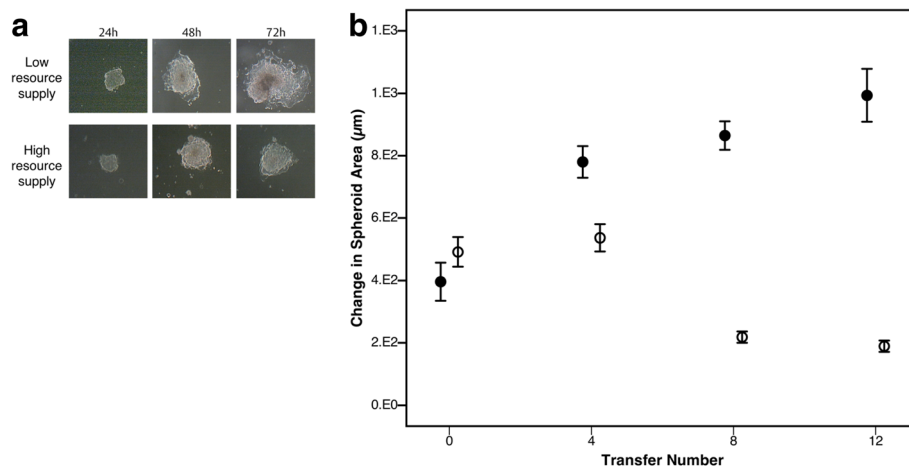 a
24h 48h 72h
Low
resource
supply
High
resource
supply
b
Change in Spheroid Area (µm)
1.E3
1.E3
8.E2
6.E2
4.E2
2.E2
0.E0
0 4 8 12
Transfer Number